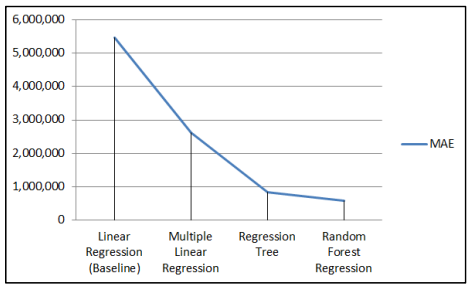 6,000,000
5,000,000
4,000,000
3,000,000
2,000,000
1,000,000
0
Linear
Regression
(Baseline)
Multiple
Linear
Regression
Regression
Tree
Random
Forest
Regression
MAE